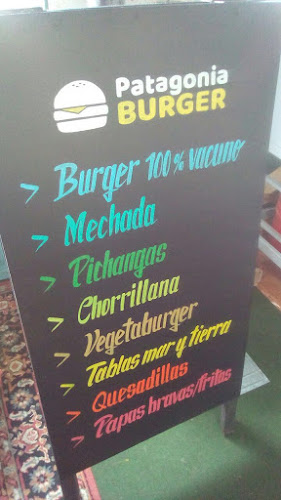 Patagonia
BURGER
> Burger 100% vacuno
> Mechada
> Pichangas
> Chorrillana
> Vegetaburger
> Tablas mar y tierra
> Quesadillas
> Papas bravas/fritas